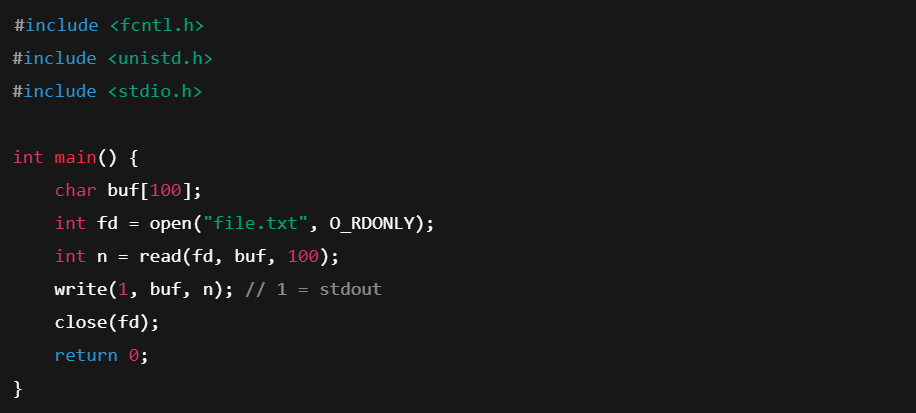 #include <fcntl.h>
#include <unistd.h>
#include <stdio.h>

int main() {
    char buf[100];
    int fd = open("file.txt", O_RDONLY);
    int n = read(fd, buf, 100);
    write(1, buf, n); // 1 = stdout
    close(fd);
    return 0;
}